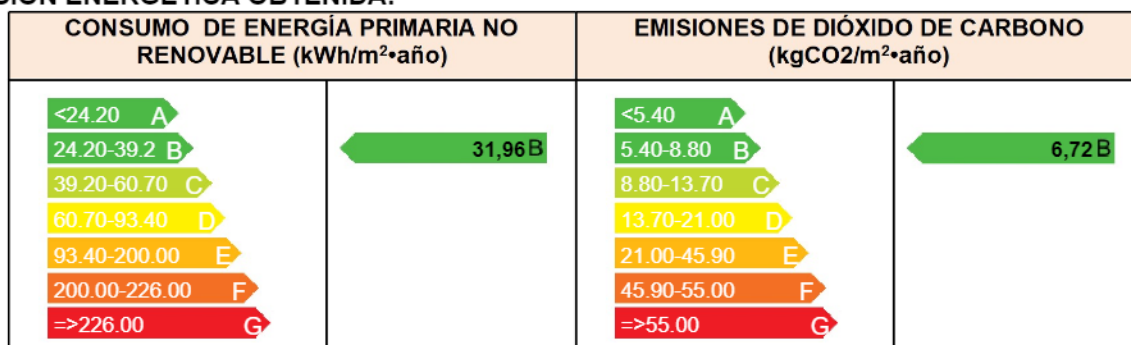 CIÓN ENERGÉTICA OBTENIDA:
CONSUMO DE ENERGÍA PRIMARIA NO
RENOVABLE (kWh/m²•año)
<24.20 A
24.20-39.2 B
39.20-60.70 C
60.70-93.40 D
93.40-200.00 E
200.00-226.00 F
=>226.00 G
31,96 B
EMISIONES DE DIÓXIDO DE CARBONO
(kgCO2/m²•año)
<5.40 A
5.40-8.80 B
8.80-13.70 C
13.70-21.00 D
21.00-45.90 E
45.90-55.00 F
=>55.00 G
6,72 B